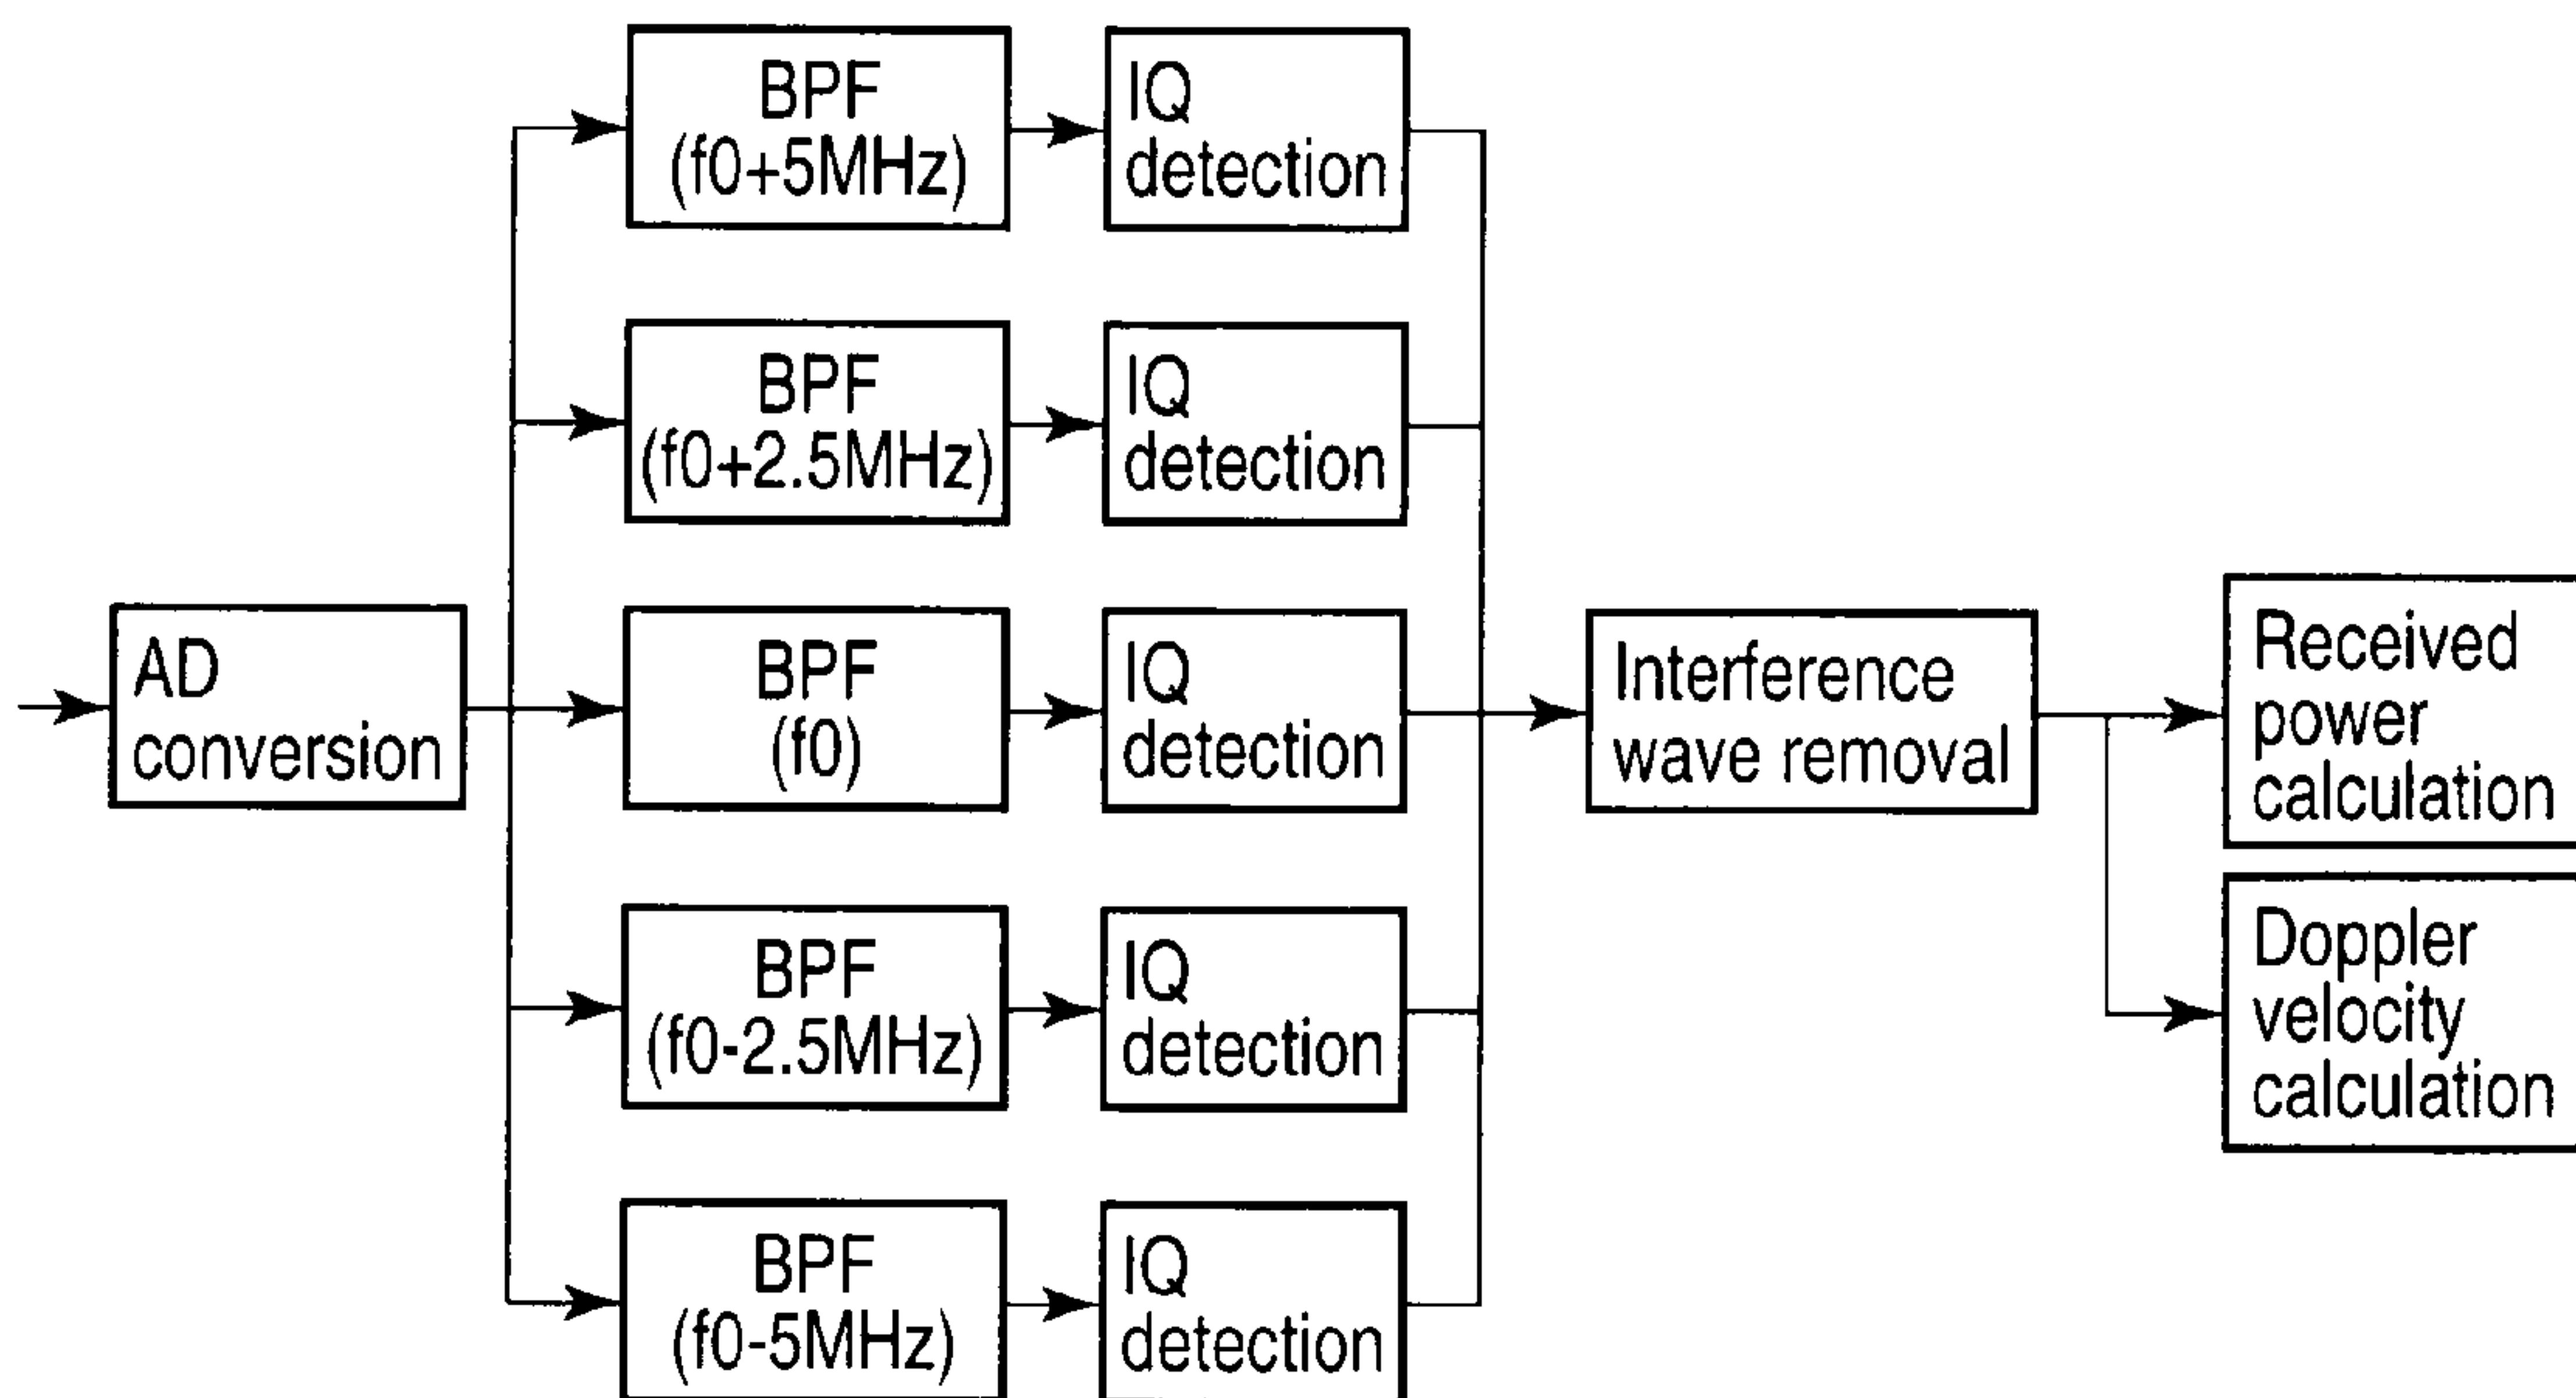 BPF
(f0+5MHz)
IQ
detection
BPF
(f0+2.5MHz)
IQ
detection
AD
conversion
BPF
(f0)
IQ
detection
Interference
wave removal
Received
power
calculation
BPF
(f0-2.5MHz)
IQ
detection
Doppler
velocity
calculation
BPF
(f0-5MHz)
IQ
detection